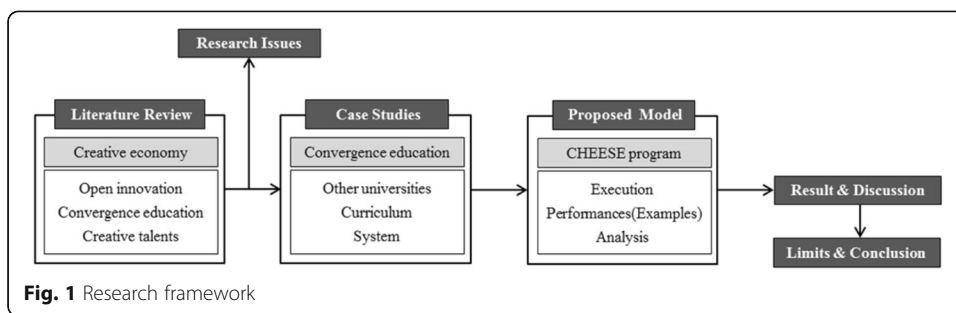 Research Issues
Literature Review
Creative economy
Open innovation
Convergence education
Creative talents
Case Studies
Convergence education
Other universities
Curriculum
System
Proposed Model
CHEESE program
Execution
Performances(Examples)
Analysis
Result & Discussion
Limits & Conclusion
Fig. 1 Research framework